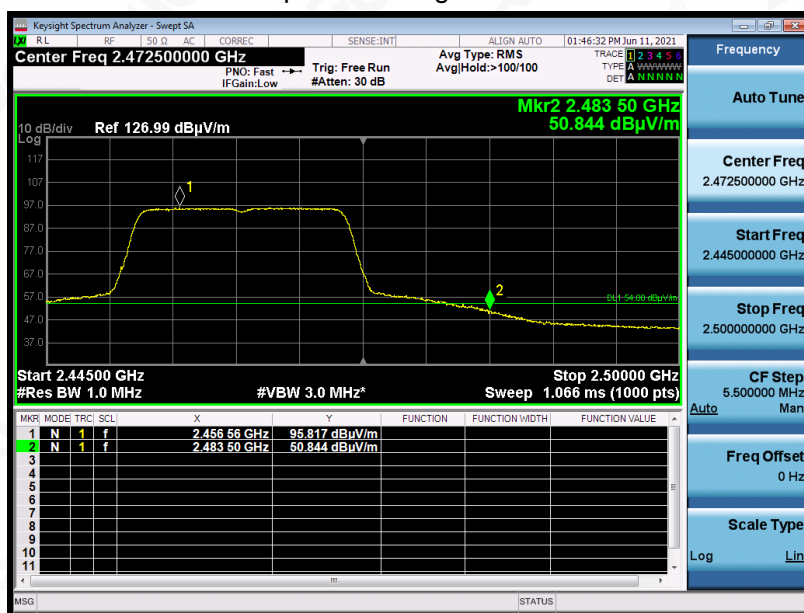 Keysight Spectrum Analyzer - Swept SA
LXI RL RF 50 Ω AC CORREC SENSE:INT ALIGN AUTO 01:46:32 PM Jun 11, 2021
Center Freq 2.472500000 GHz
PNO: Fast
IFGain:Low
Trig: Free Run
#Atten: 30 dB
Avg Type: RMS
Avg|Hold:>100/100
TRACE 1 2 3 4 5 6
TYPE A WWWWW
DET A N N N N N
Mkr2 2.483 50 GHz
50.844 dBµV/m
10 dB/div Ref 126.99 dBµV/m
Log
117
107
97.0
87.0
77.0
67.0
57.0
47.0
37.0
1
2
DL1 54.00 dBµV/m
Start 2.44500 GHz Stop 2.50000 GHz
#Res BW 1.0 MHz #VBW 3.0 MHz* Sweep 1.066 ms (1000 pts)
MKR MODE TRC SCL X Y FUNCTION FUNCTION WIDTH FUNCTION VALUE
1 N 1 f 2.456 56 GHz 95.817 dBµV/m
2 N 1 f 2.483 50 GHz 50.844 dBµV/m
3
4
5
6
7
8
9
10
11
MSG STATUS
Frequency
Auto Tune
Center Freq
2.472500000 GHz
Start Freq
2.445000000 GHz
Stop Freq
2.500000000 GHz
CF Step
5.500000 MHz
Auto Man
Freq Offset
0 Hz
Scale Type
Log Lin